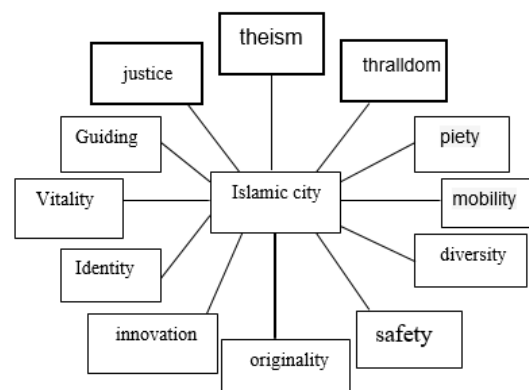 theism
justice
thralldom
Guiding
piety
Vitality
Islamic city
mobility
Identity
diversity
innovation
originality
safety